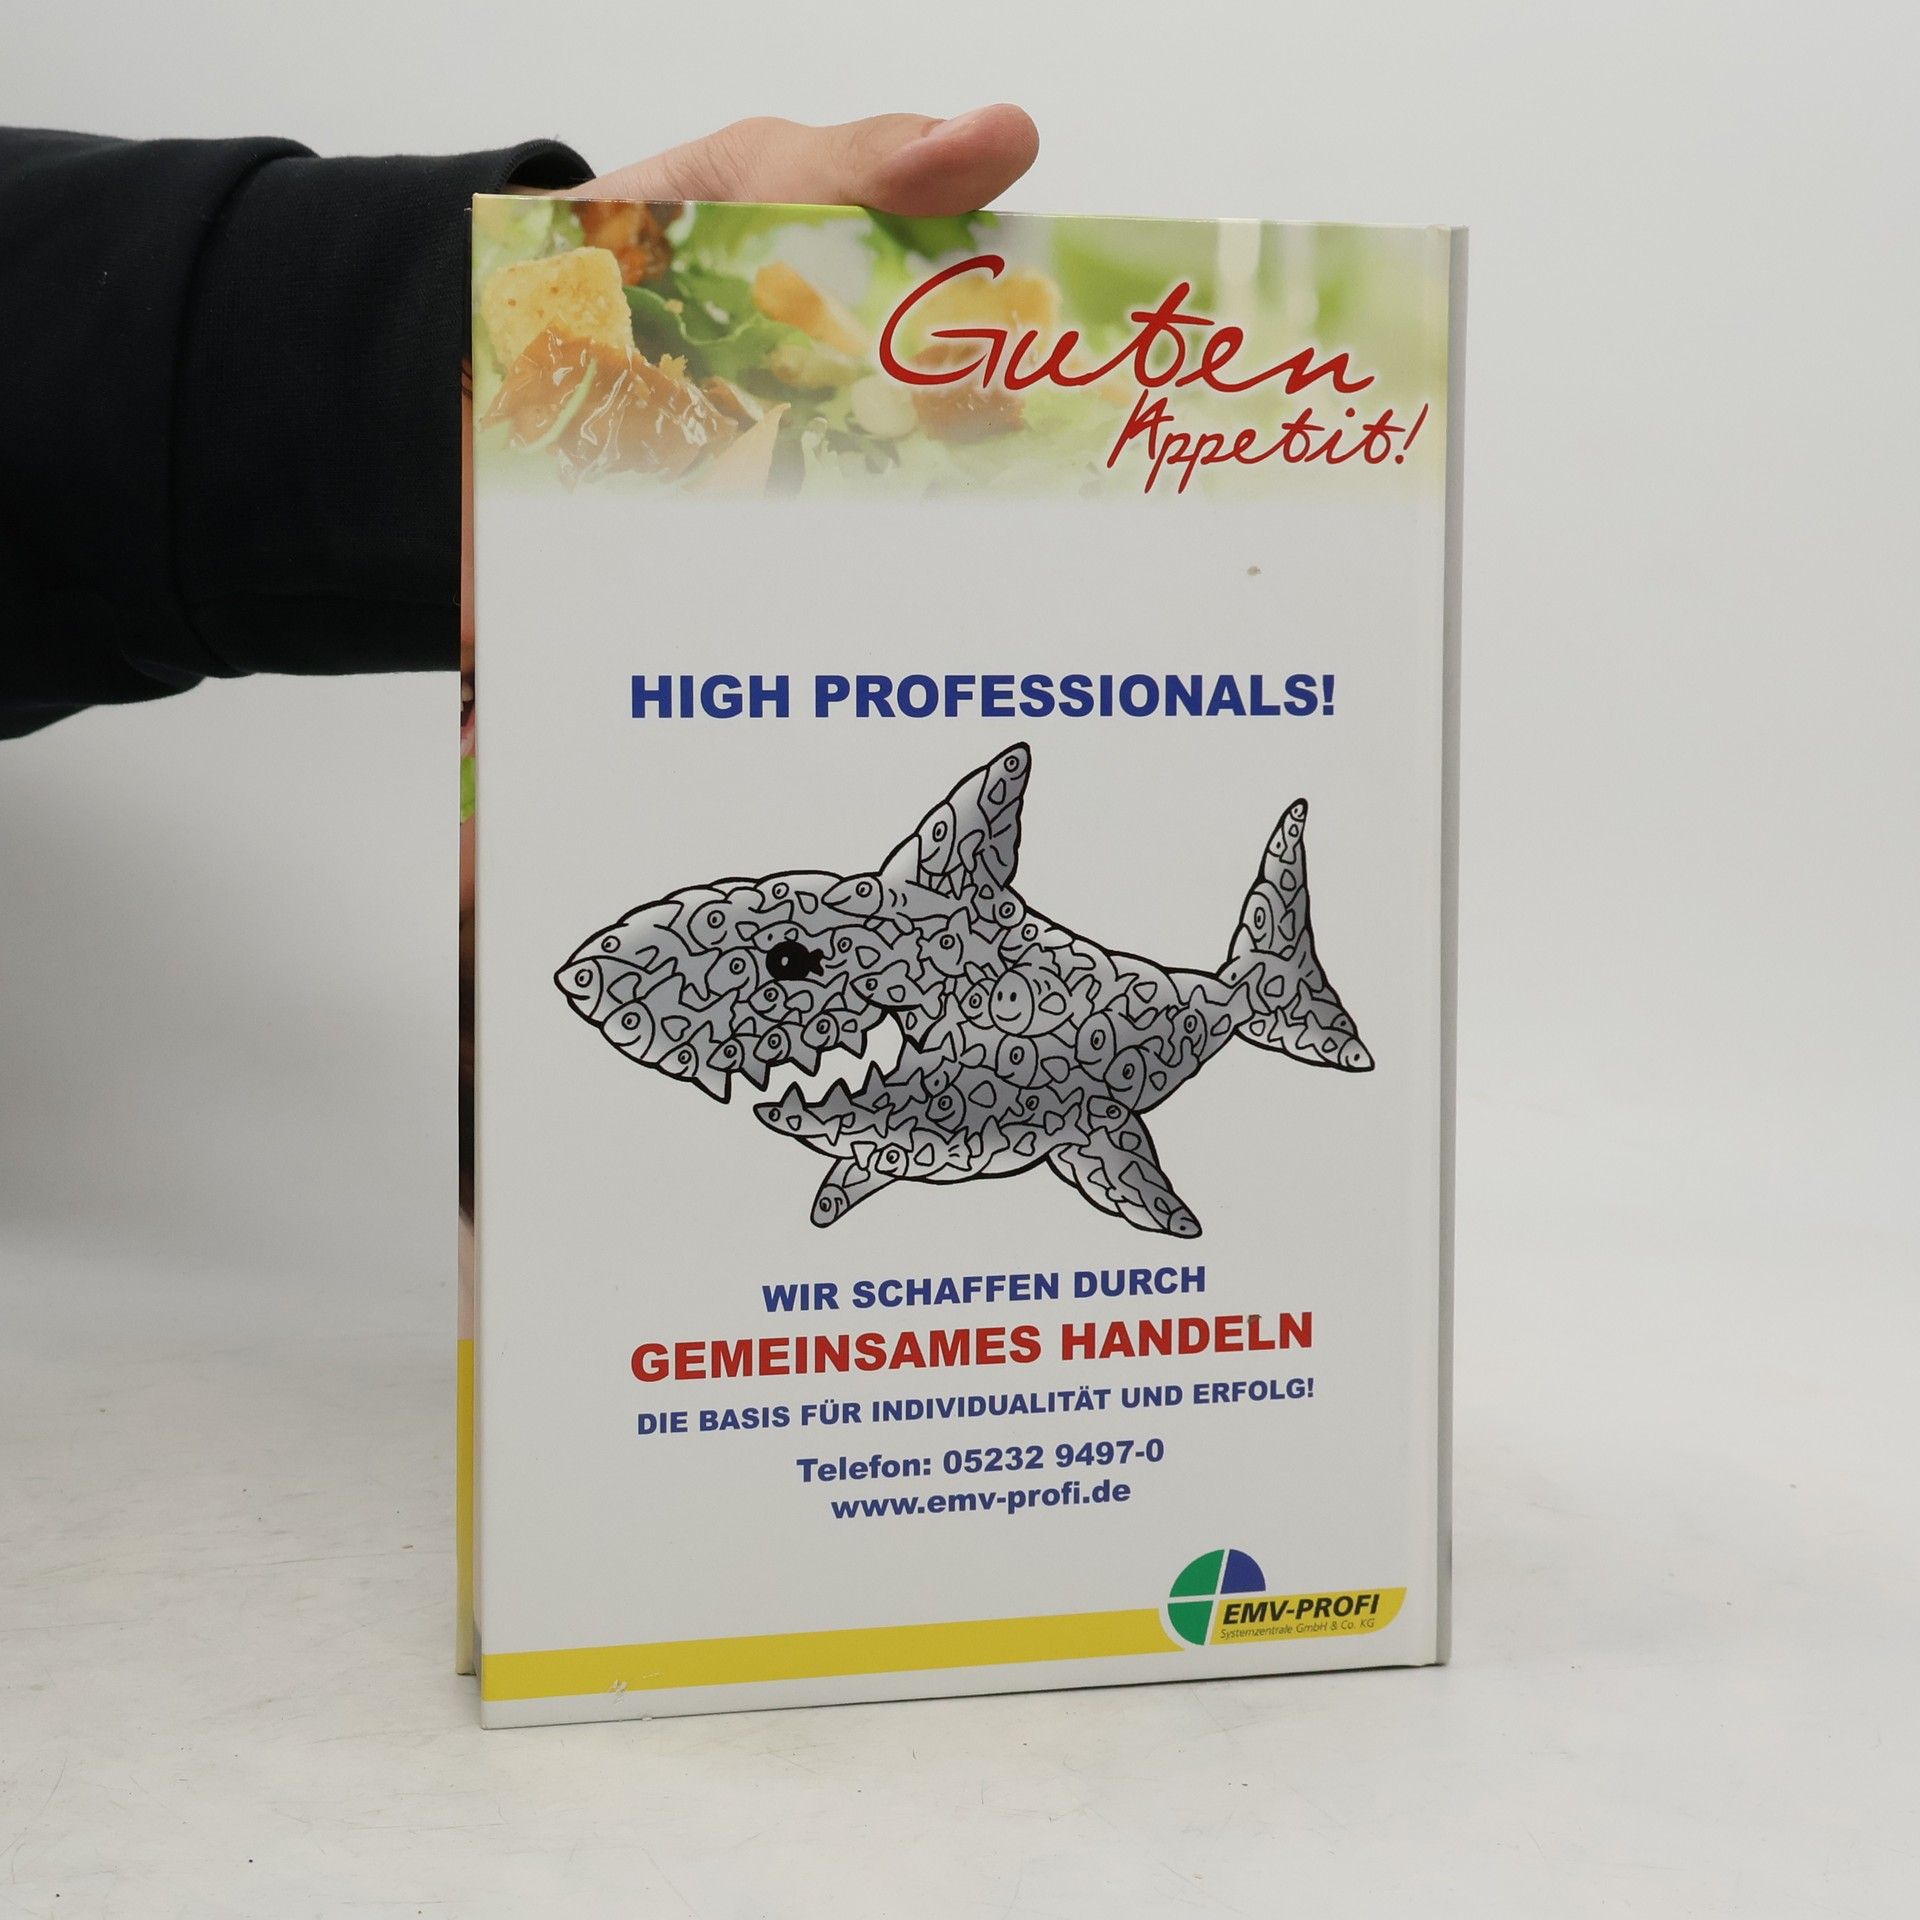 Guten
Appetit!
HIGH PROFESSIONALS!
WIR SCHAFFEN DURCH
GEMEINSAMES HANDELN
DIE BASIS FÜR INDIVIDUALITÄT UND ERFOLG!
Telefon: 05232 9497-0
www.emv-profi.de
EMV-PROFI
Systemzentrale GmbH & Co. KG